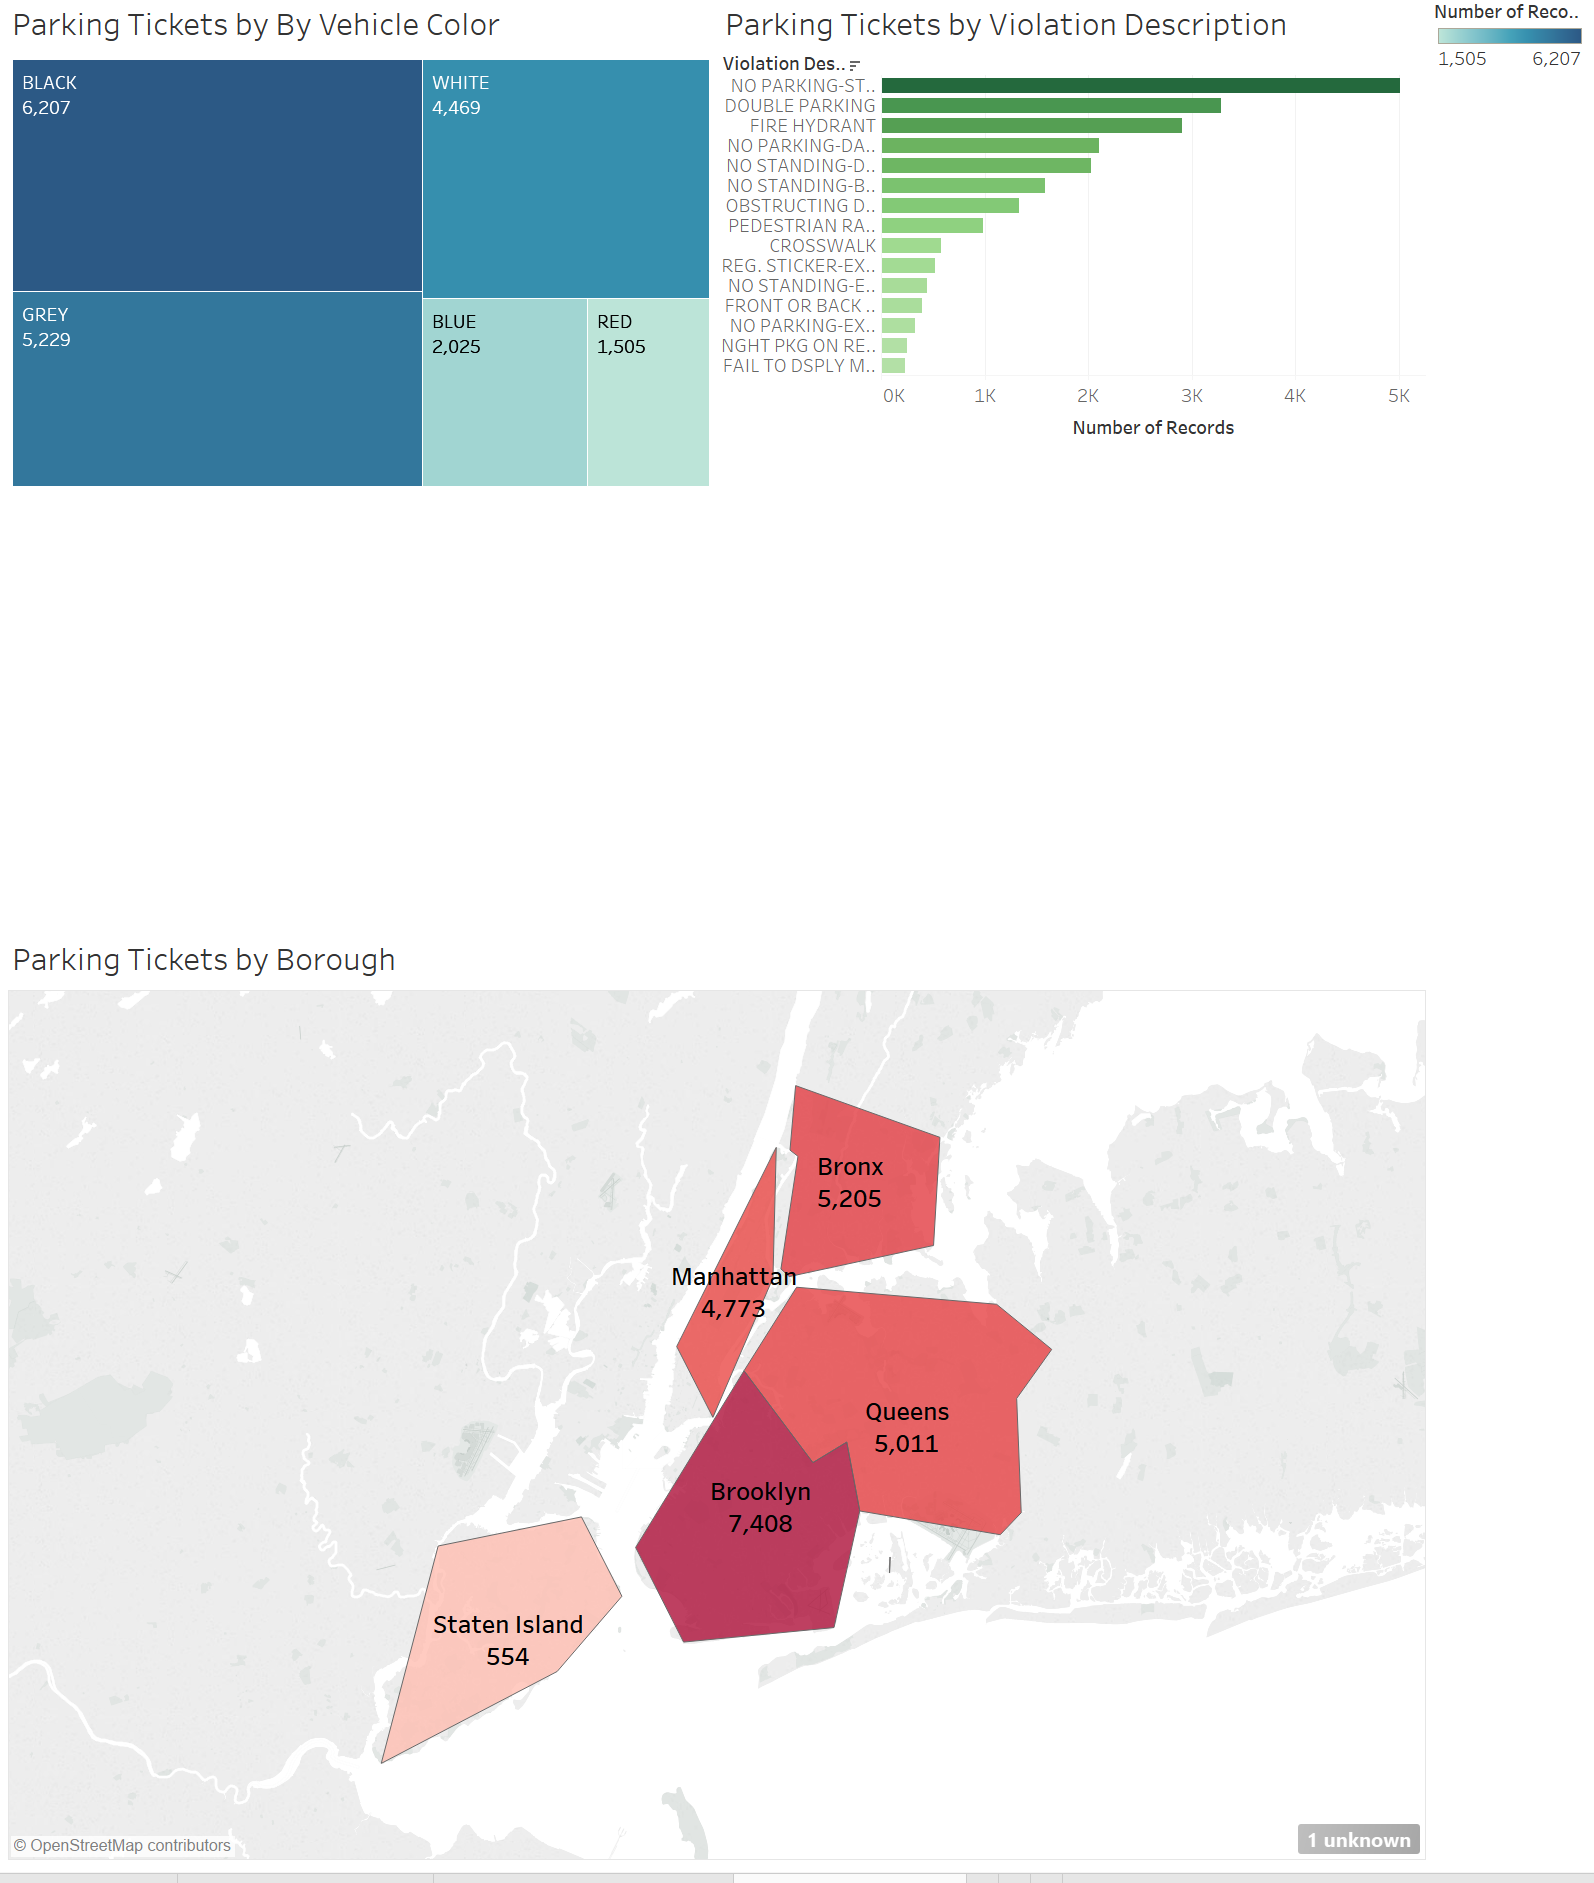 Parking Tickets by By Vehicle Color
BLACK
6,207
WHITE
4,469
GREY
5,229
BLUE
2,025
RED
1,505
Parking Tickets by Violation Description
Violation Des..
NO PARKING-ST..
DOUBLE PARKING
FIRE HYDRANT
NO PARKING-DA..
NO STANDING-D..
NO STANDING-B..
OBSTRUCTING D..
PEDESTRIAN RA..
CROSSWALK
REG. STICKER-EX..
NO STANDING-E..
FRONT OR BACK ..
NO PARKING-EX..
NGHT PKG ON RE..
FAIL TO DSPLY M..
0K 1K 2K 3K 4K 5K
Number of Records
Number of Reco..
1,505 6,207
Parking Tickets by Borough
Bronx
5,205
Manhattan
4,773
Queens
5,011
Brooklyn
7,408
Staten Island
554
© OpenStreetMap contributors
1 unknown